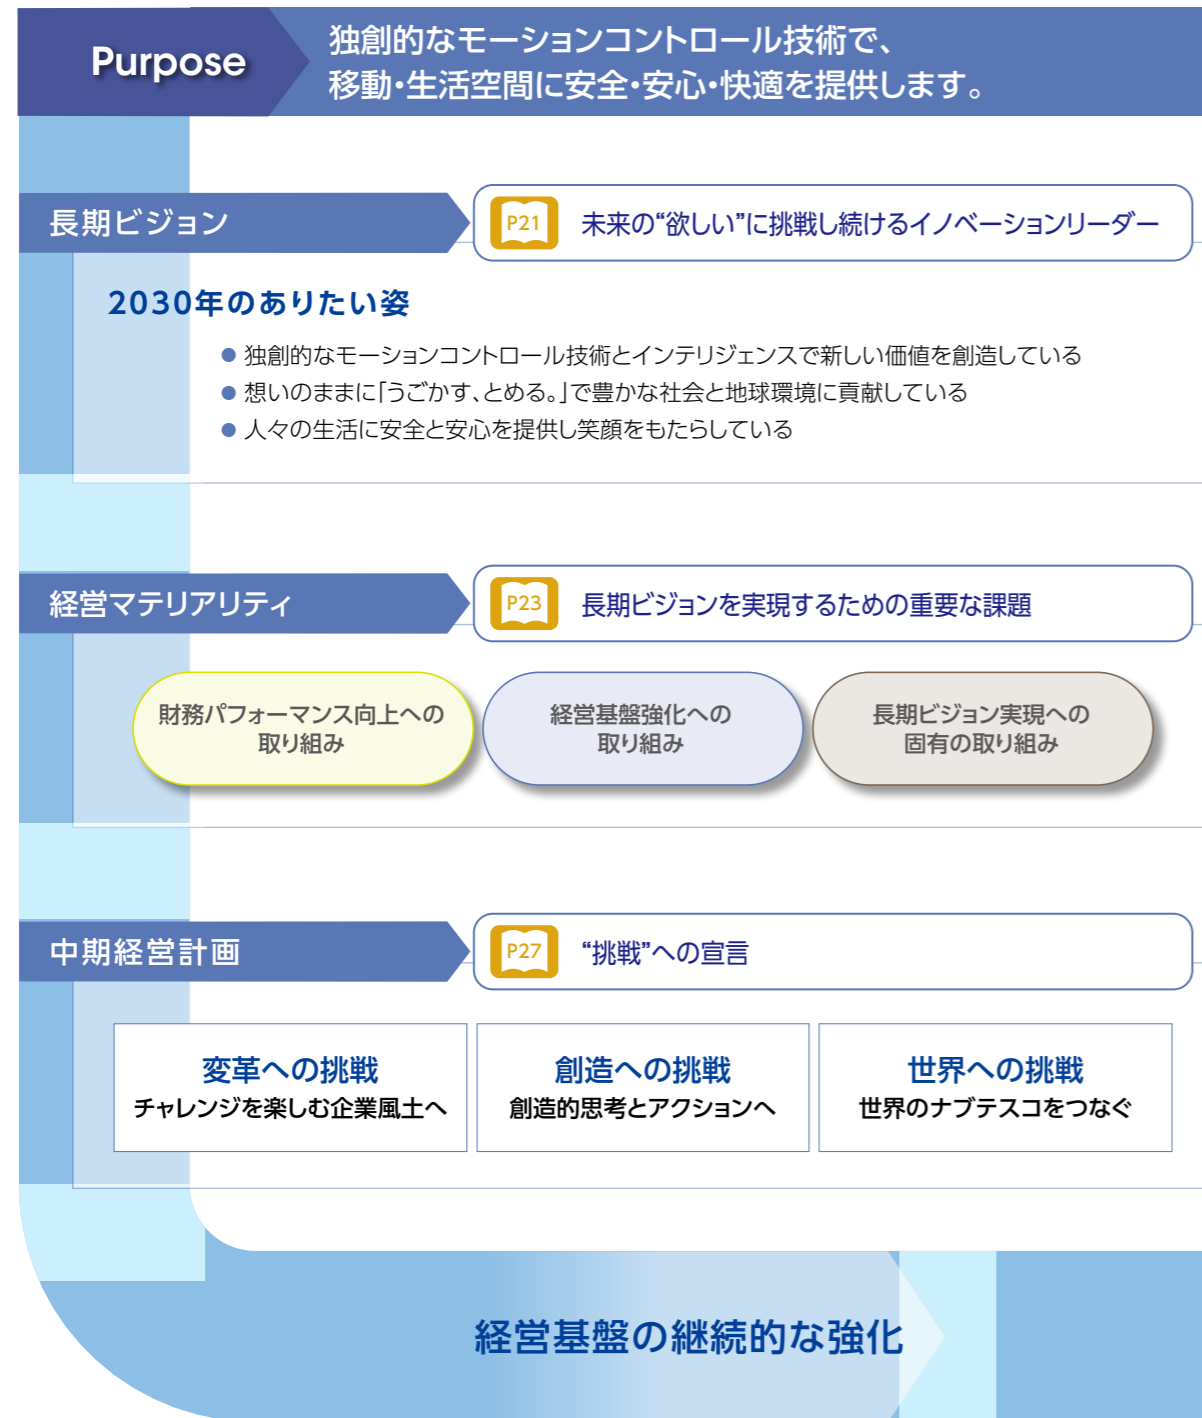 Purpose
独創的なモーションコントロール技術で、
移動・生活空間に安全・安心・快適を提供します。
長期ビジョン
P21
未来の“欲しい”に挑戦し続けるイノベーションリーダー
2030年のありたい姿
● 独創的なモーションコントロール技術とインテリジェンスで新しい価値を創造している
● 想いのままに「うごかす、とめる。」で豊かな社会と地球環境に貢献している
● 人々の生活に安全と安心を提供し笑顔をもたらしている
経営マテリアリティ
P23
長期ビジョンを実現するための重要な課題
財務パフォーマンス向上への
取り組み
経営基盤強化への
取り組み
長期ビジョン実現への
固有の取り組み
中期経営計画
P27
“挑戦”への宣言
変革への挑戦
チャレンジを楽しむ企業風土へ
創造への挑戦
創造的思考とアクションへ
世界への挑戦
世界のナブテスコをつなぐ
経営基盤の継続的な強化